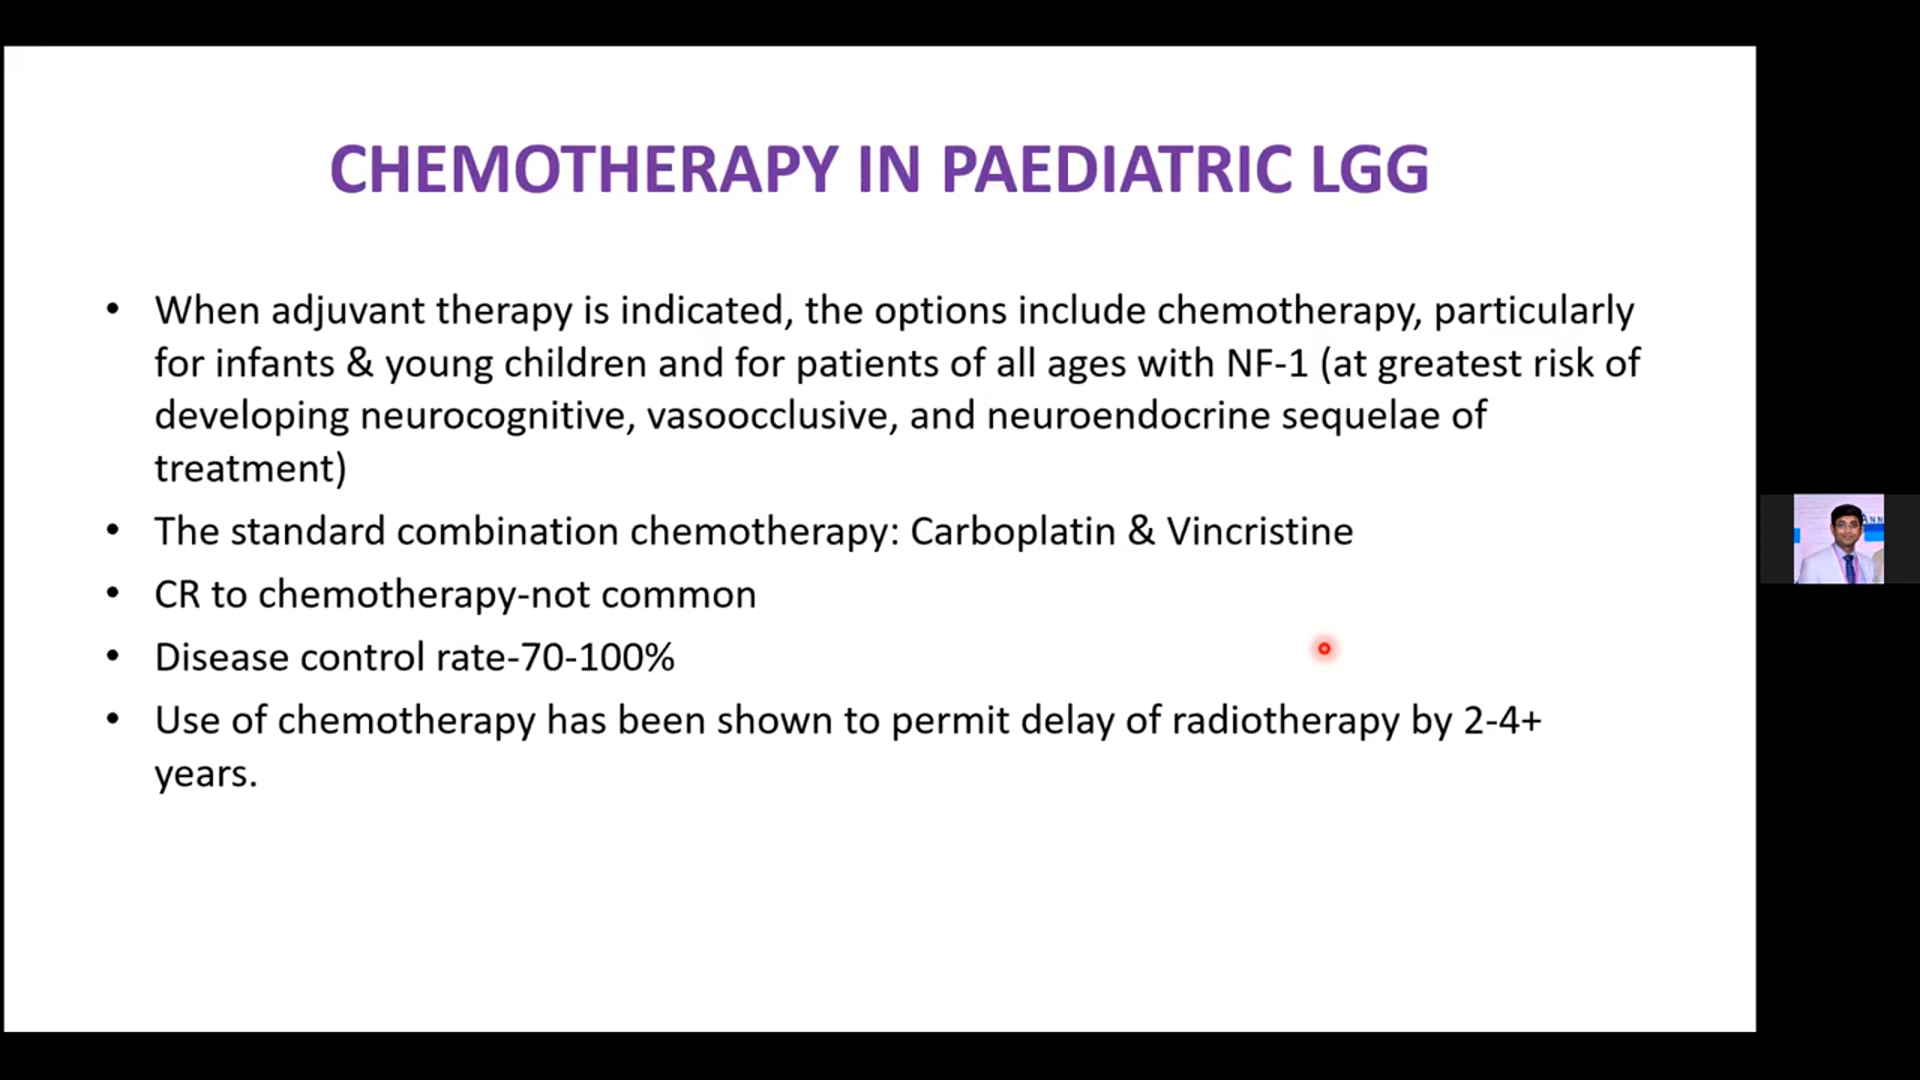 CHEMOTHERAPY IN PAEDIATRIC LGG
• When adjuvant therapy is indicated, the options include chemotherapy, particularly
for infants & young children and for patients of all ages with NF-1 (at greatest risk of
developing neurocognitive, vasoocclusive, and neuroendocrine sequelae of
treatment)
• The standard combination chemotherapy: Carboplatin & Vincristine
• CR to chemotherapy-not common
• Disease control rate-70-100%
• Use of chemotherapy has been shown to permit delay of radiotherapy by 2-4+
years.
ANN